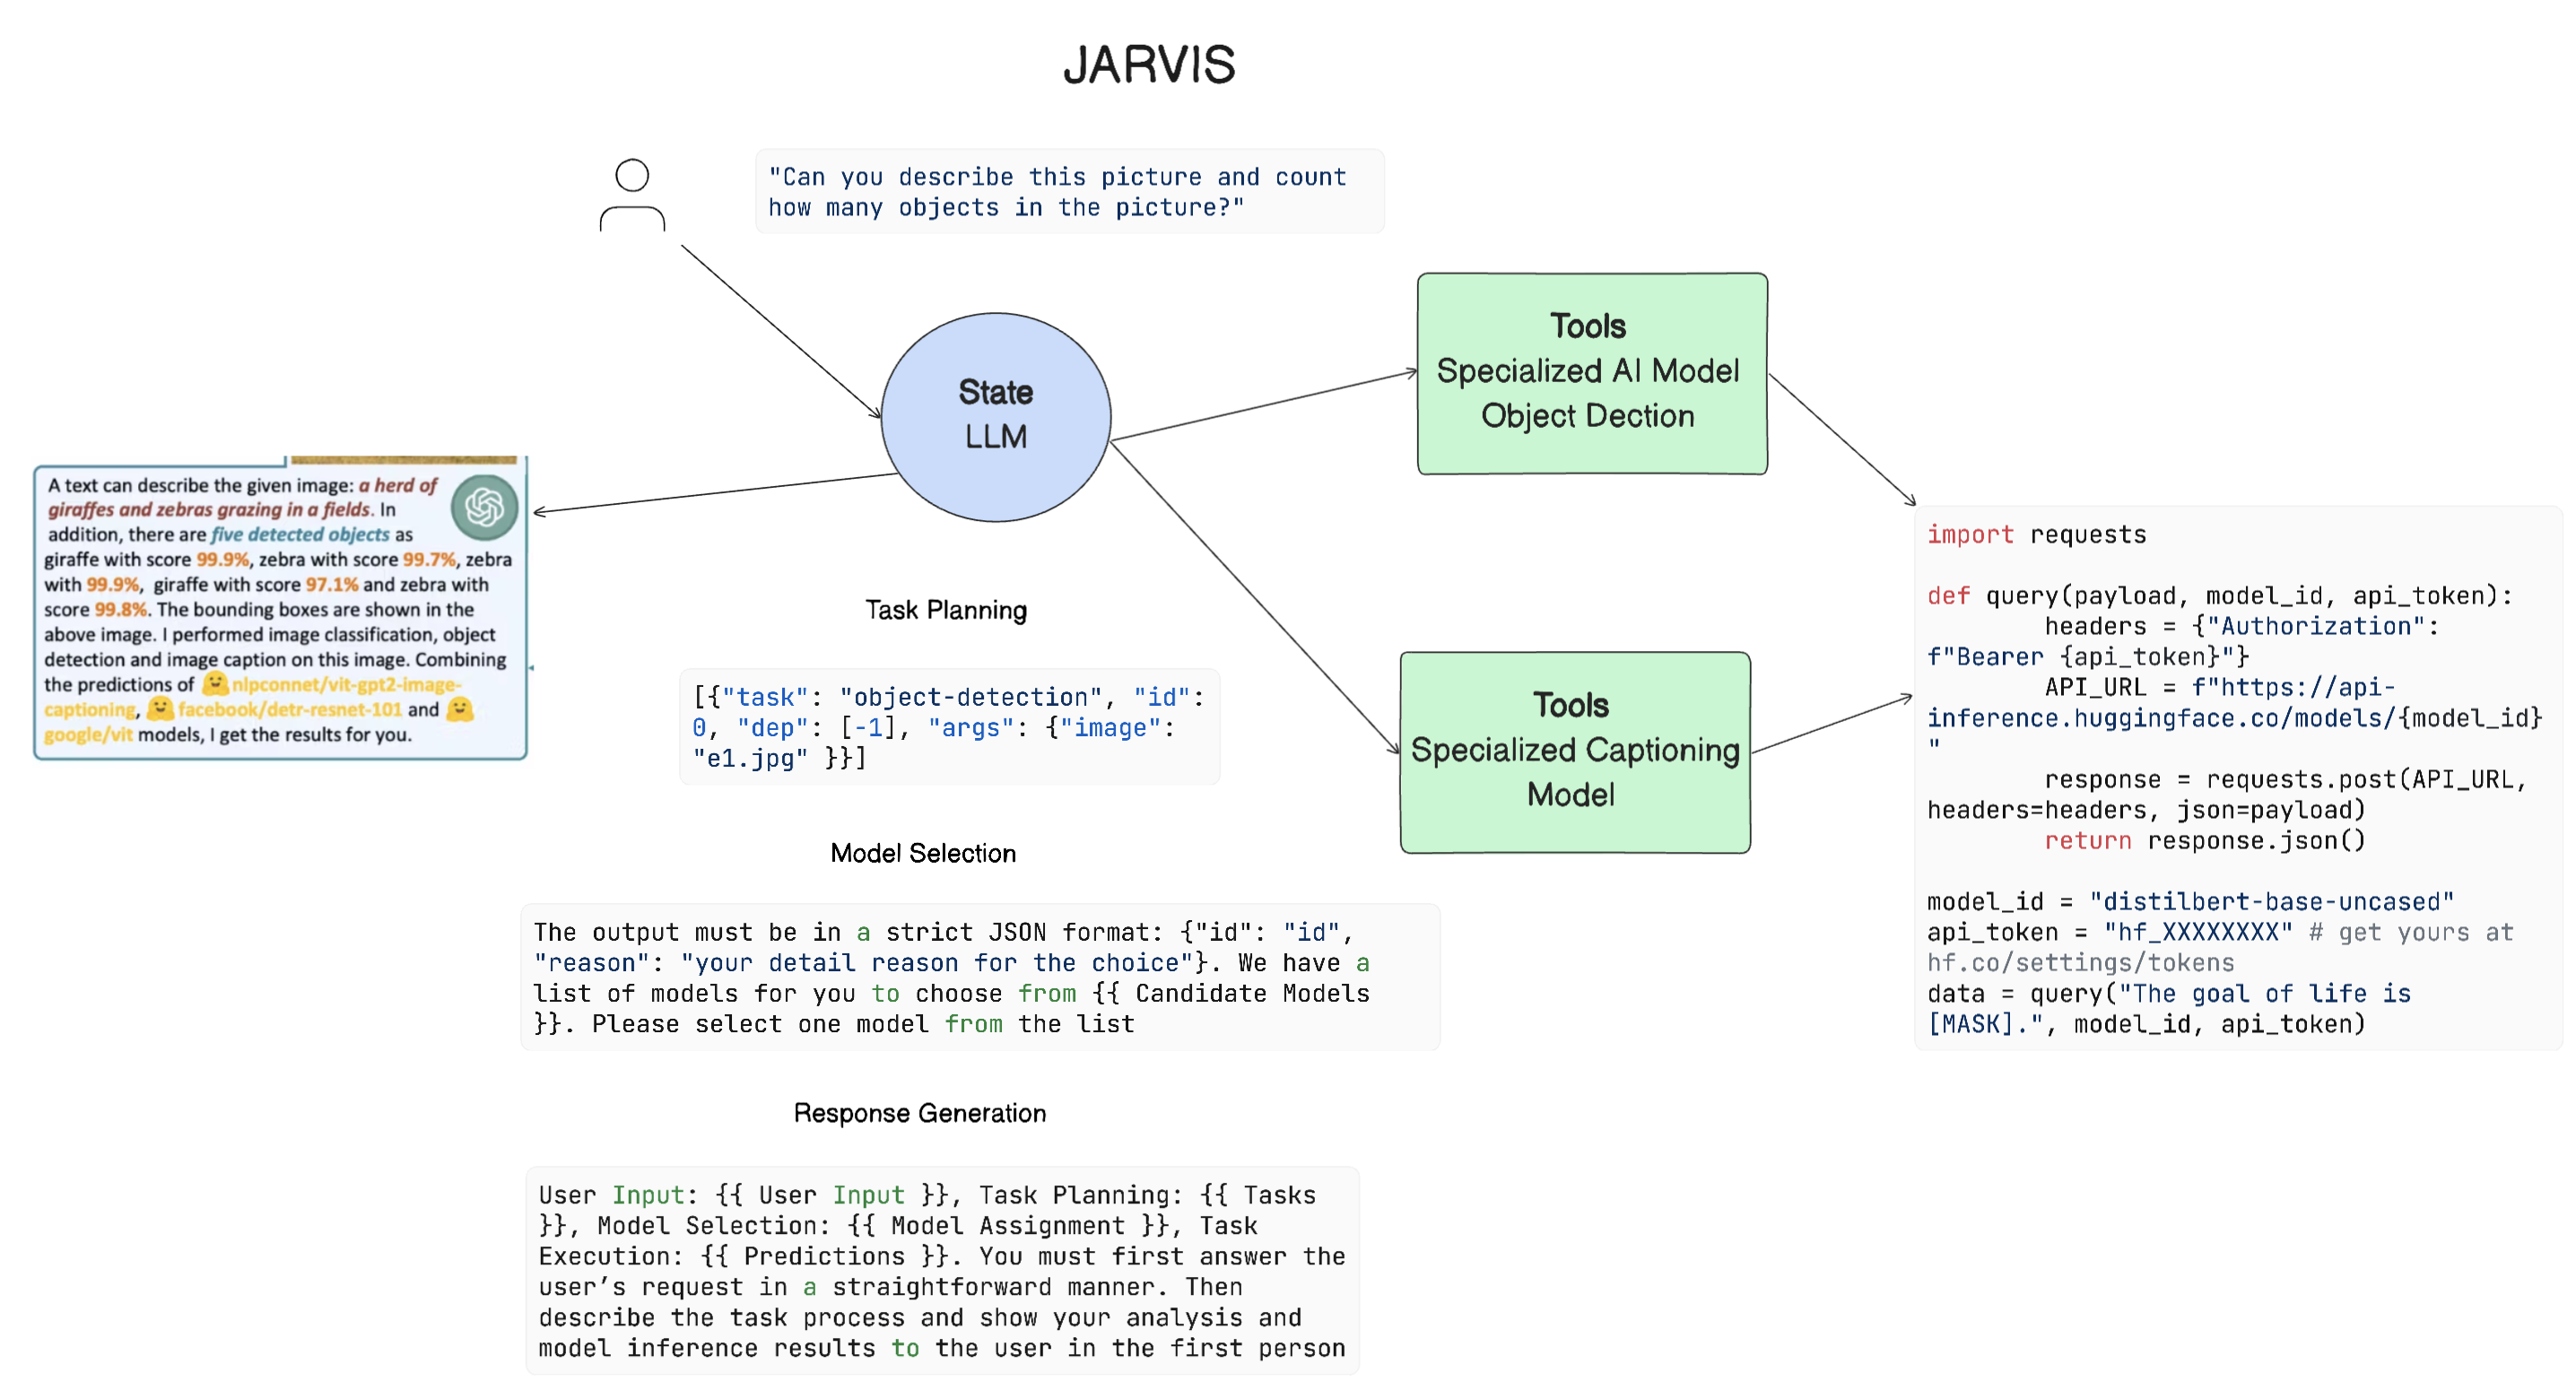 JARVIS
"Can you describe this picture and count
how many objects in the picture?"
State
LLM
Tools
Specialized AI Model
Object Dection
A text can describe the given image: a herd of
giraffes and zebras grazing in a fields. In
addition, there are five detected objects as
giraffe with score 99.9%, zebra with score 99.7%, zebra
with 99.9%, giraffe with score 97.1% and zebra with
score 99.8%. The bounding boxes are shown in the
above image. I performed image classification, object
detection and image caption on this image. Combining
the predictions of nlpconnet/vit-gpt2-image-
captioning, facebook/detr-resnet-101 and
google/vit models, I get the results for you.
Task Planning
[{"task": "object-detection", "id":
0, "dep": [-1], "args": {"image":
"e1.jpg" }}]
Tools
Specialized Captioning
Model
import requests
def query(payload, model_id, api_token):
headers = {"Authorization":
f"Bearer {api_token}"}
API_URL = f"https://api-
inference.huggingface.co/models/{model_id}
"
response = requests.post(API_URL,
headers=headers, json=payload)
return response.json()
model_id = "distilbert-base-uncased"
api_token = "hf_XXXXXXXX" # get yours at
hf.co/settings/tokens
data = query("The goal of life is
[MASK].", model_id, api_token)
Model Selection
The output must be in a strict JSON format: {"id": "id",
"reason": "your detail reason for the choice"}. We have a
list of models for you to choose from {{ Candidate Models
}}. Please select one model from the list
Response Generation
User Input: {{ User Input }}, Task Planning: {{ Tasks
}}, Model Selection: {{ Model Assignment }}, Task
Execution: {{ Predictions }}. You must first answer the
user’s request in a straightforward manner. Then
describe the task process and show your analysis and
model inference results to the user in the first person